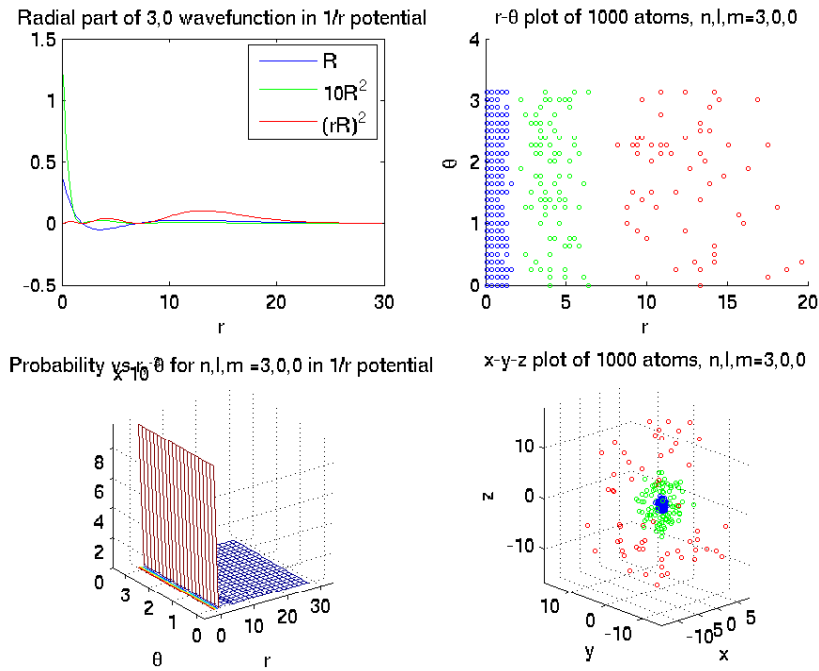 Radial part of 3,0 wavefunction in 1/r potential
1.5
1
0.5
0
-0.5
0
10
20
30
r
R
10R²
(rR)²
r-θ plot of 1000 atoms, n,l,m=3,0,0
4
3
2
1
0
θ
0
5
10
15
20
r
Probability vs r-θ for n,l,m =3,0,0 in 1/r potential
x 10
8
6
4
2
0
3
2
1
0
θ
0
10
20
30
r
x-y-z plot of 1000 atoms, n,l,m=3,0,0
10
0
-10
z
10
0
-10
y
-10
-5
0
5
x